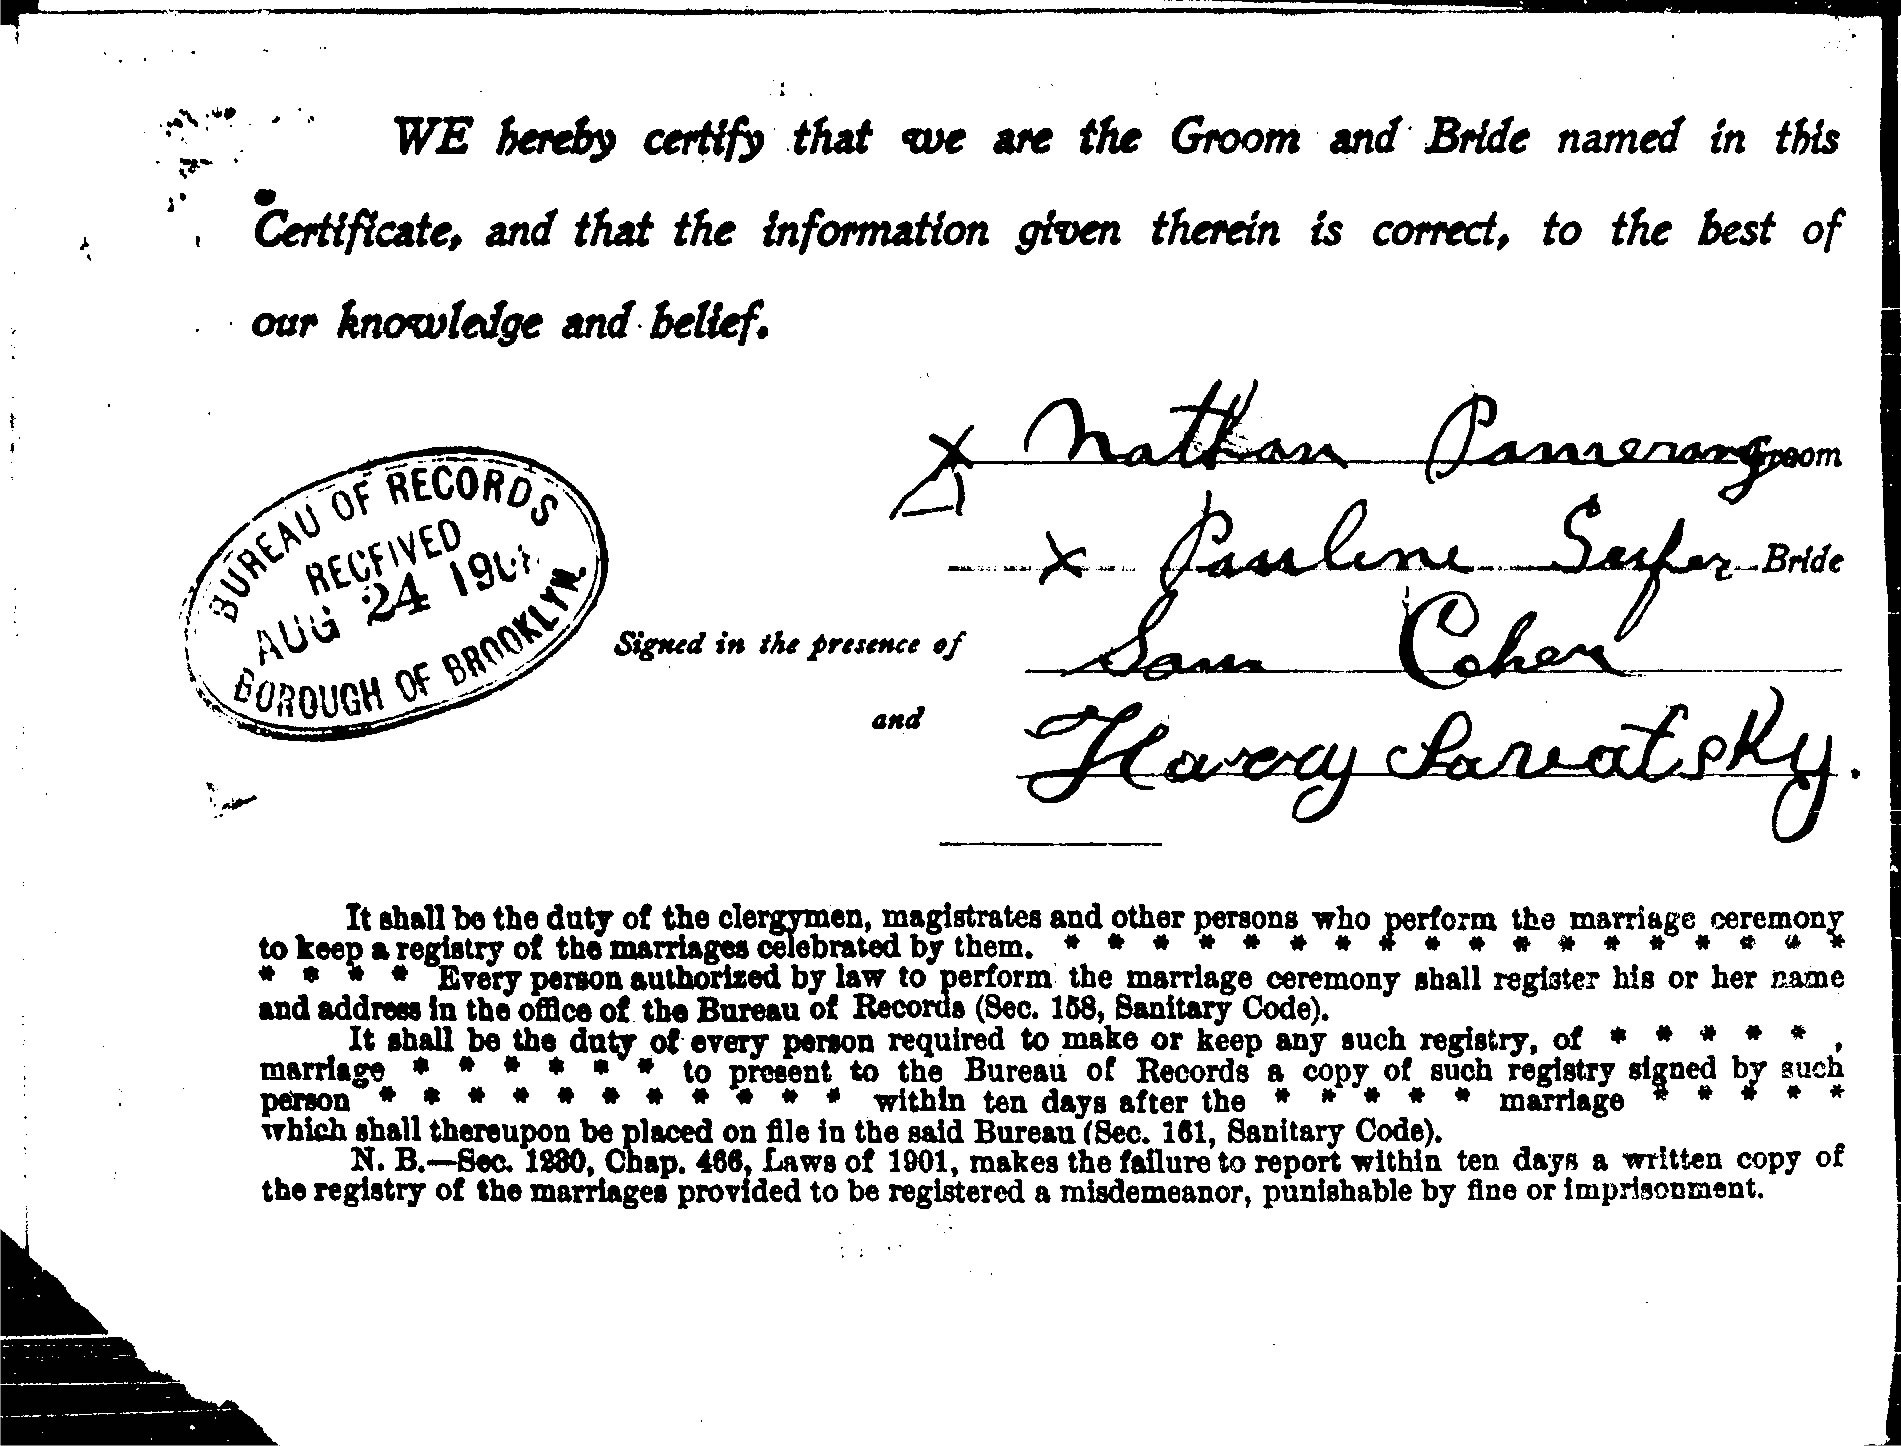 WE hereby certify that we are the Groom and Bride named in this
Certificate, and that the information given therein is correct, to the best of
our knowledge and belief.
x Nathan Pomeranz Groom
x Pauline Seifer Bride
BUREAU OF RECORDS
RECEIVED
AUG 24
BOROUGH OF BROOKLYN.
Signed in the presence of Sam Cohen
and Harry Sarvatsky.
It shall be the duty of the clergymen, magistrates and other persons who perform the marriage ceremony
to keep a registry of the marriages celebrated by them. * * * * * * * * * * * * * * * * * *
* * * * Every person authorized by law to perform the marriage ceremony shall register his or her name
and address in the office of the Bureau of Records (Sec. 158, Sanitary Code).
It shall be the duty of every person required to make or keep any such registry, of * * * * * ,
marriage * * * * * * to present to the Bureau of Records a copy of such registry signed by such
person * * * * * * * * * * * within ten days after the * * * * * marriage * * * * *
which shall thereupon be placed on file in the said Bureau (Sec. 161, Sanitary Code).
N. B.—Sec. 1230, Chap. 466, Laws of 1901, makes the failure to report within ten days a written copy of
the registry of the marriages provided to be registered a misdemeanor, punishable by fine or imprisonment.